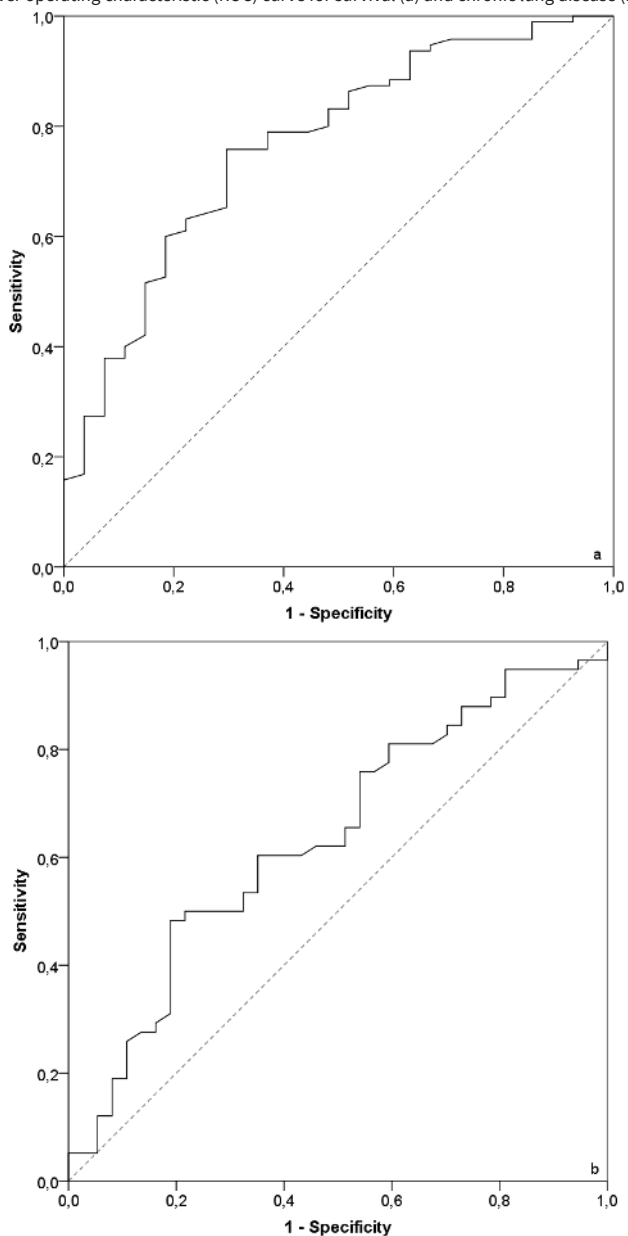 operating characteristic (ROC) curve for survival (a) and chronic lung disease
1,0
0,8
0,6
0,4
0,2
0,0
Sensitivity
0,0 0,2 0,4 0,6 0,8 1,0
1 - Specificity
a
1,0
0,8
0,6
0,4
0,2
0,0
Sensitivity
0,0 0,2 0,4 0,6 0,8 1,0
1 - Specificity
b